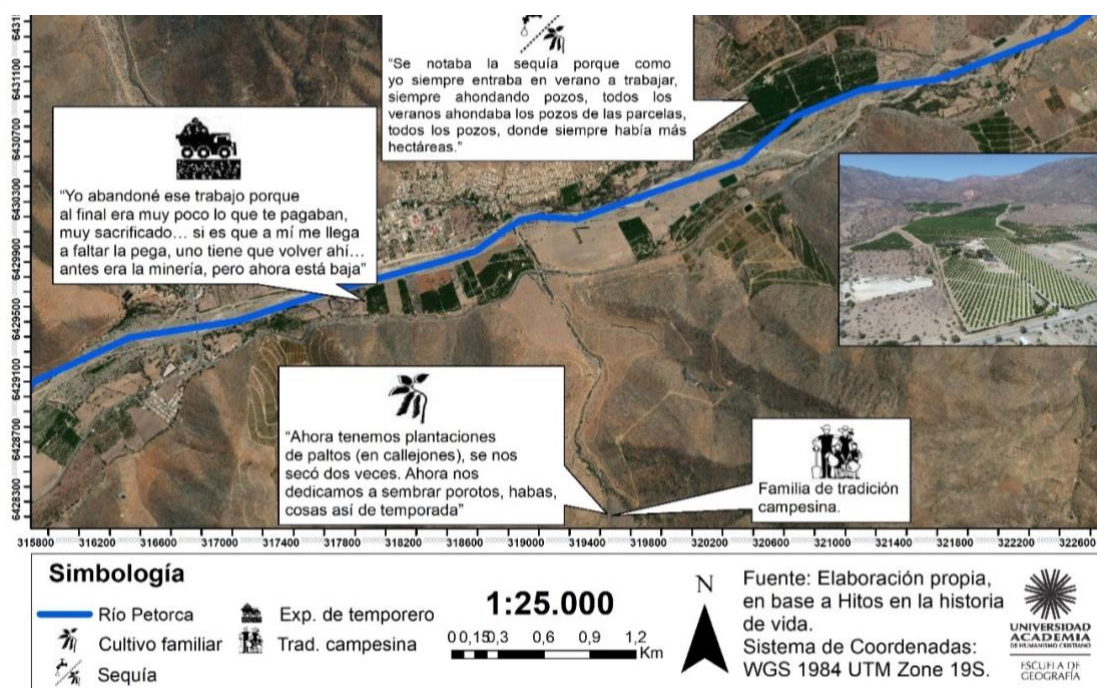 “Se notaba la sequía porque como
yo siempre entraba en verano a trabajar,
siempre ahondando pozos, todos los
veranos ahondaba los pozos de las parcelas,
todos los pozos, donde siempre había más
hectáreas.”
“Yo abandoné ese trabajo porque
al final era muy poco lo que te pagaban,
muy sacrificado… si es que a mí me llega
a faltar la pega, uno tiene que volver ahí…
antes era la minería, pero ahora está baja”
“Ahora tenemos plantaciones
de paltos (en callejones), se nos
secó dos veces. Ahora nos
dedicamos a sembrar porotos, habas,
cosas así de temporada”
Familia de tradición
campesina.
6431100
6430700
6430300
6429900
6429500
6429100
6428700
6428300
315800 316200 316600 317000 317400 317800 318200 318600 319000 319400 319800 320200 320600 321000 321400 321800 322200 322600
Simbología
Río Petorca
Cultivo familiar
Sequía
Exp. de temporero
Trad. campesina
1:25.000
0 0,15 0,3 0,6 0,9 1,2
Km
N
Fuente: Elaboración propia,
en base a Hitos en la historia
de vida.
Sistema de Coordenadas:
WGS 1984 UTM Zone 19S.
UNIVERSIDAD
ACADEMIA
DE HUMANISMO CRISTIANO
ESCUELA DE
GEOGRAFÍA